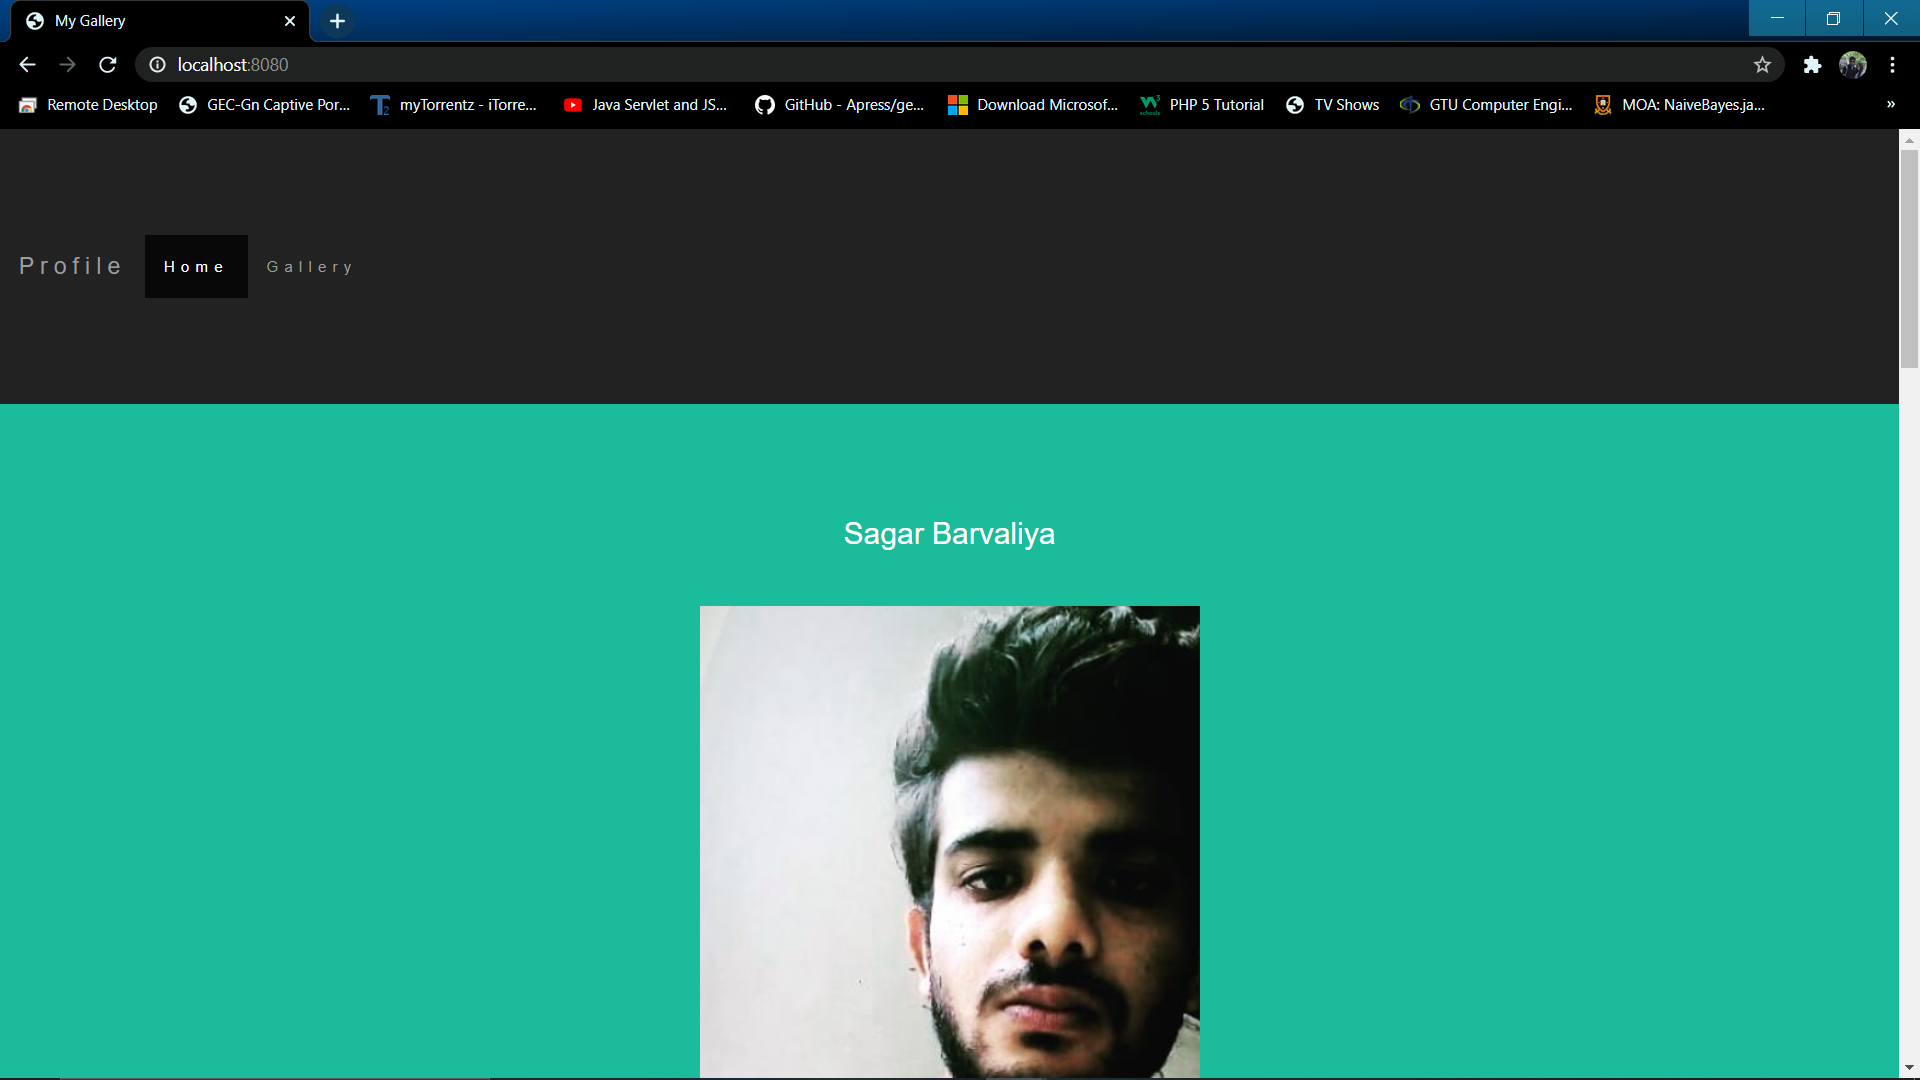 My Gallery
localhost:8080
Remote Desktop GEC-Gn Captive Por... myTorrentz - iTorre... Java Servlet and JS... GitHub - Apress/ge... Download Microsof... PHP 5 Tutorial TV Shows GTU Computer Engi... MOA: NaiveBayes.ja... »
Profile Home Gallery
Sagar Barvaliya